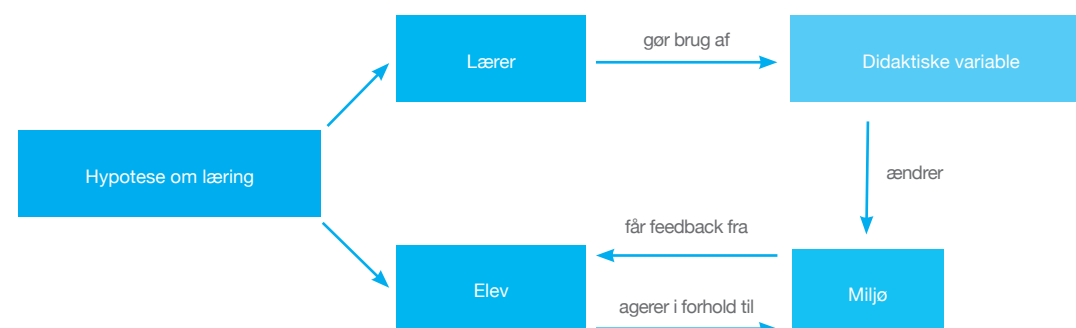 Lærer
gør brug af
Didaktiske variable
Hypotese om læring
ændrer
får feedback fra
Elev
Miljø
agerer i forhold til